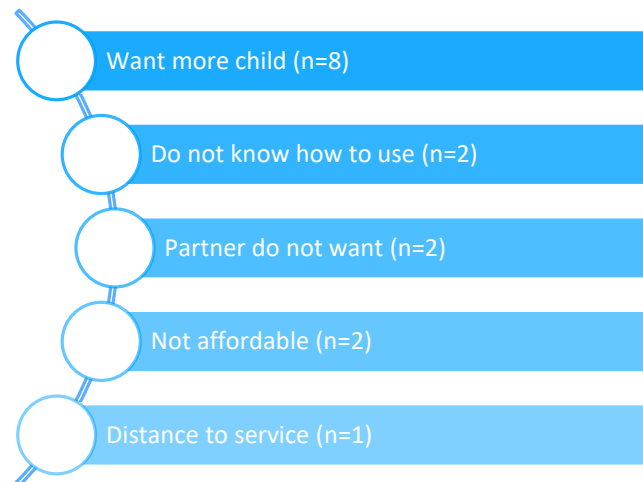 Want more child (n=8)
Do not know how to use (n=2)
Partner do not want (n=2)
Not affordable (n=2)
Distance to service (n=1)